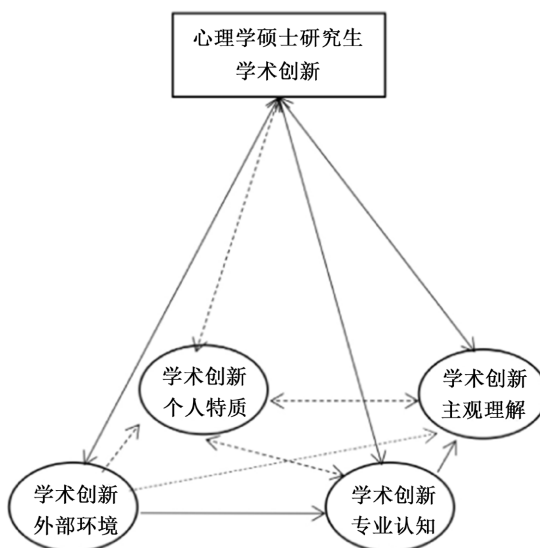 心理学硕士研究生
学术创新
学术创新
个人特质
学术创新
主观理解
学术创新
外部环境
学术创新
专业认知